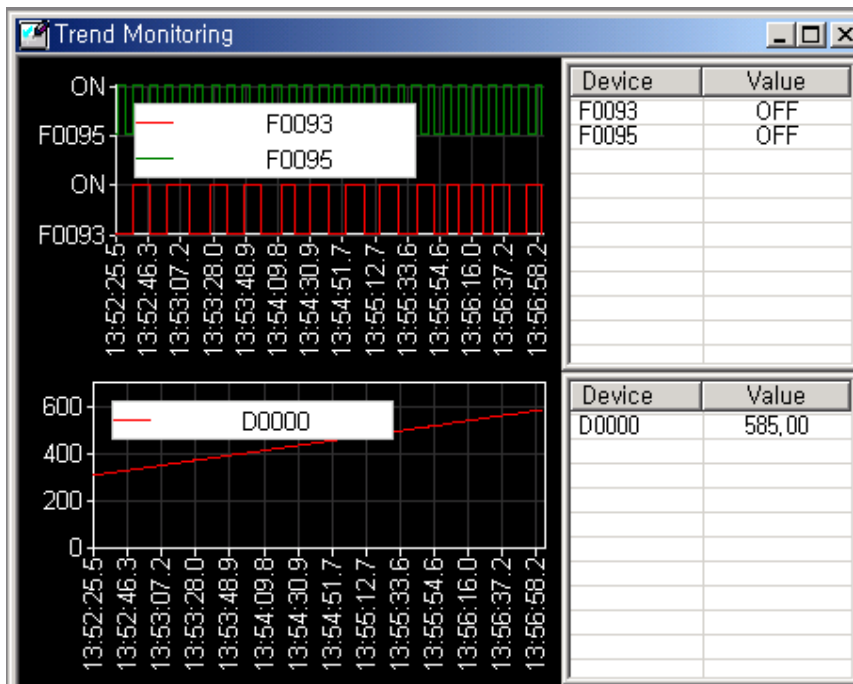 Trend Monitoring
ON
F0095
ON
F0093
F0093
F0095
13:52:25.5
13:52:46.3
13:53:07.2
13:53:28.0
13:53:48.9
13:54:09.8
13:54:30.9
13:54:51.7
13:55:12.7
13:55:33.6
13:55:54.6
13:56:16.0
13:56:37.2
13:56:58.2
Device Value
F0093 OFF
F0095 OFF
600
400
200
0
D0000
13:52:25.5
13:52:46.3
13:53:07.2
13:53:28.0
13:53:48.9
13:54:09.8
13:54:30.9
13:54:51.7
13:55:12.7
13:55:33.6
13:55:54.6
13:56:16.0
13:56:37.2
13:56:58.2
Device Value
D0000 585,00